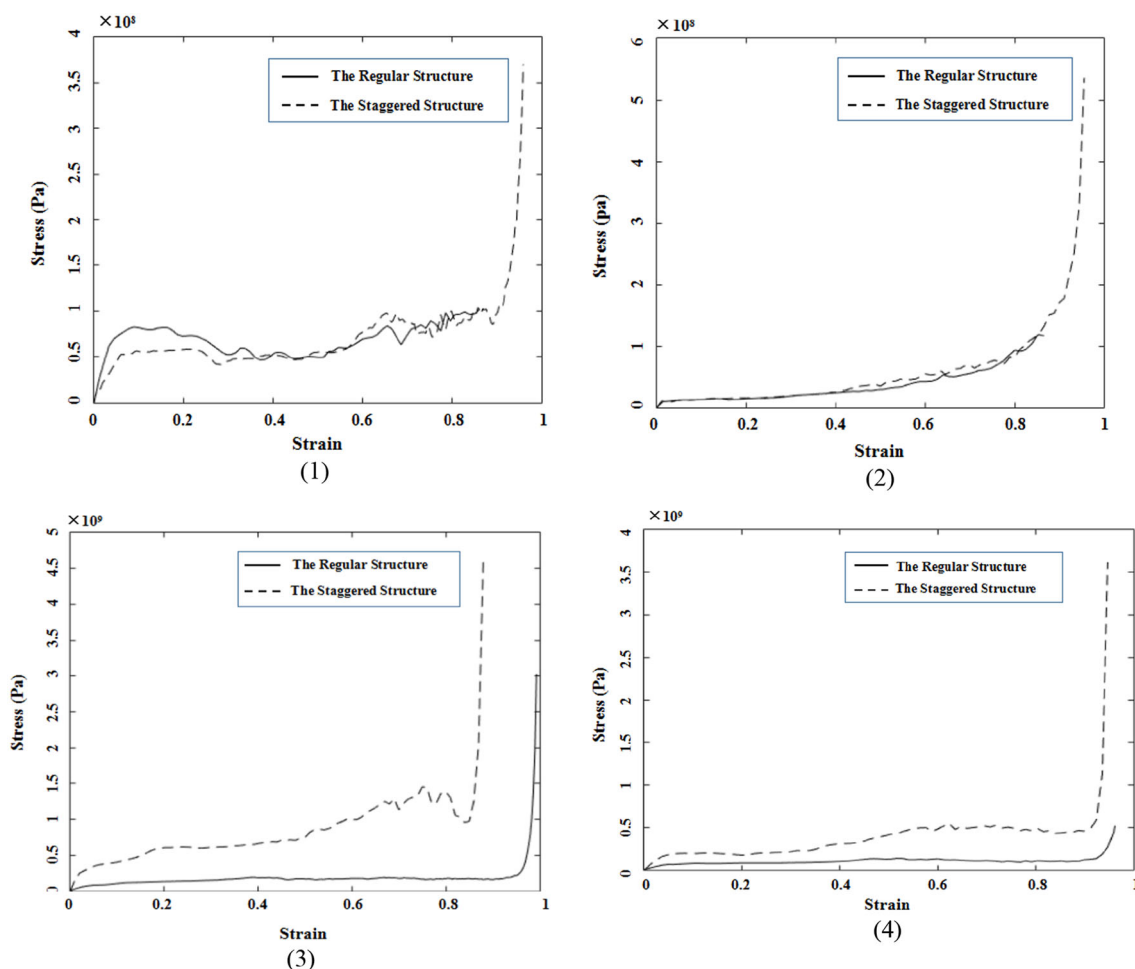 ×10⁸
4
3.5
3
2.5
2
1.5
1
0.5
0
Stress (Pa)
The Regular Structure
The Staggered Structure
0 0.2 0.4 0.6 0.8 1
Strain
(1)
×10⁸
6
5
4
3
2
1
0
Stress (pa)
The Regular Structure
The Staggered Structure
0 0.2 0.4 0.6 0.8 1
Strain
(2)
×10⁹
5
4.5
4
3.5
3
2.5
2
1.5
1
0.5
0
Stress (Pa)
The Regular Structure
The Staggered Structure
0 0.2 0.4 0.6 0.8 1
Strain
(3)
×10⁹
4
3.5
3
2.5
2
1.5
1
0.5
0
Stress (Pa)
The Regular Structure
The Staggered Structure
0 0.2 0.4 0.6 0.8 1
Strain
(4)